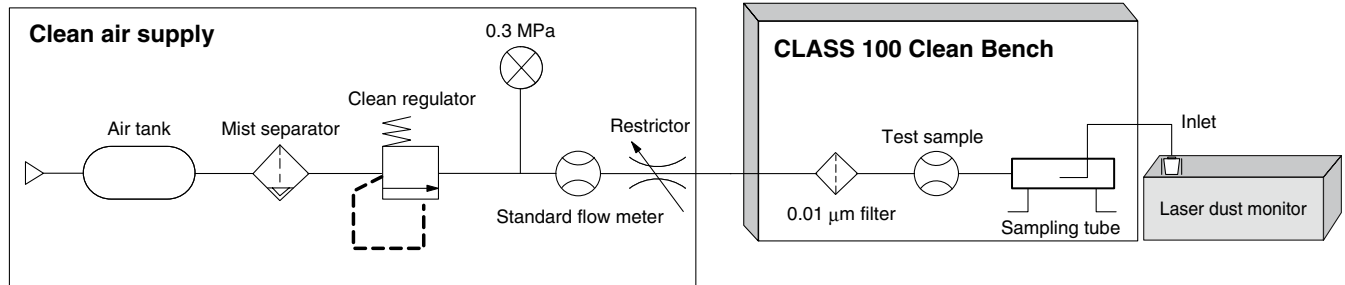 Clean air supply
0.3 MPa
CLASS 100 Clean Bench
Clean regulator
Air tank
Mist separator
Restrictor
Test sample
Inlet
Standard flow meter
0.01 μm filter
Sampling tube
Laser dust monitor